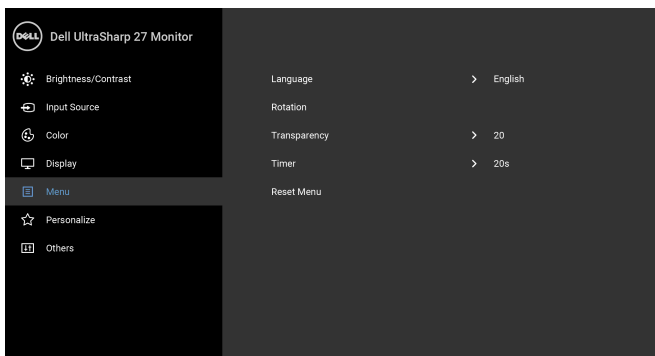 DELL Dell UltraSharp 27 Monitor
Brightness/Contrast
Input Source
Color
Display
Menu
Personalize
Others
Language > English
Rotation
Transparency > 20
Timer > 20s
Reset Menu